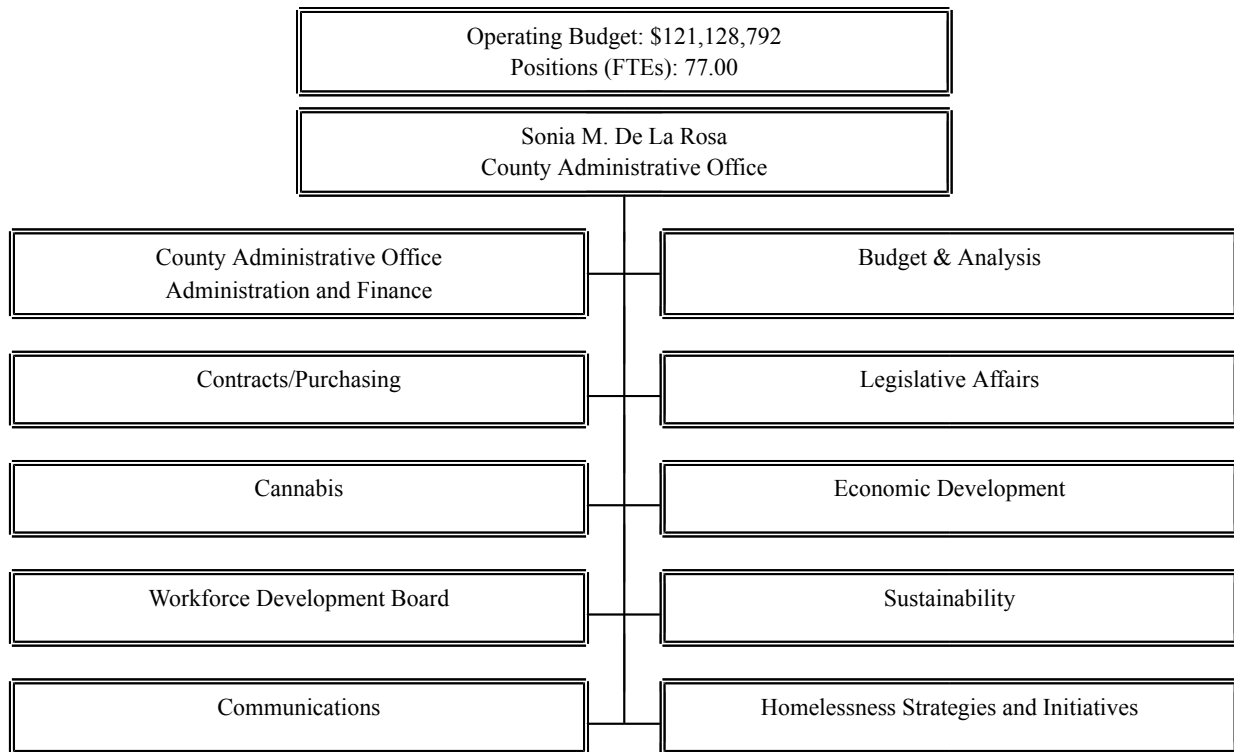 Operating Budget: $121,128,792
Positions (FTEs): 77.00
Sonia M. De La Rosa
County Administrative Office
County Administrative Office
Administration and Finance
Budget & Analysis
Contracts/Purchasing
Legislative Affairs
Cannabis
Economic Development
Workforce Development Board
Sustainability
Communications
Homelessness Strategies and Initiatives